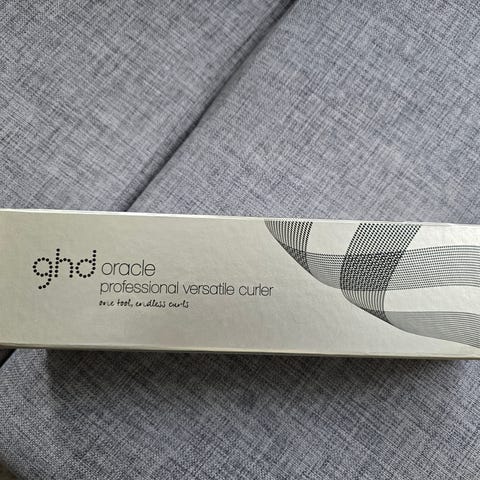 ghd oracle
professional versatile curler
one tool, endless curls